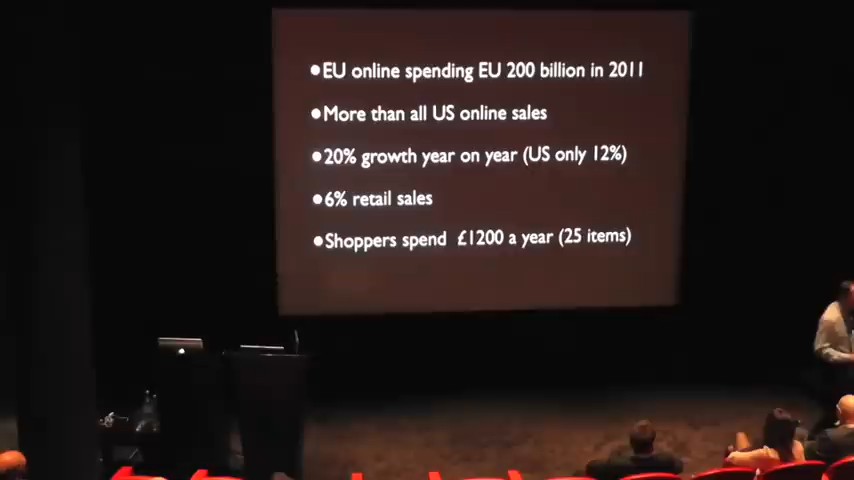 •EU online spending EU 200 billion in 2011
•More than all US online sales
•20% growth year on year (US only 12%)
•6% retail sales
•Shoppers spend £1200 a year (25 items)